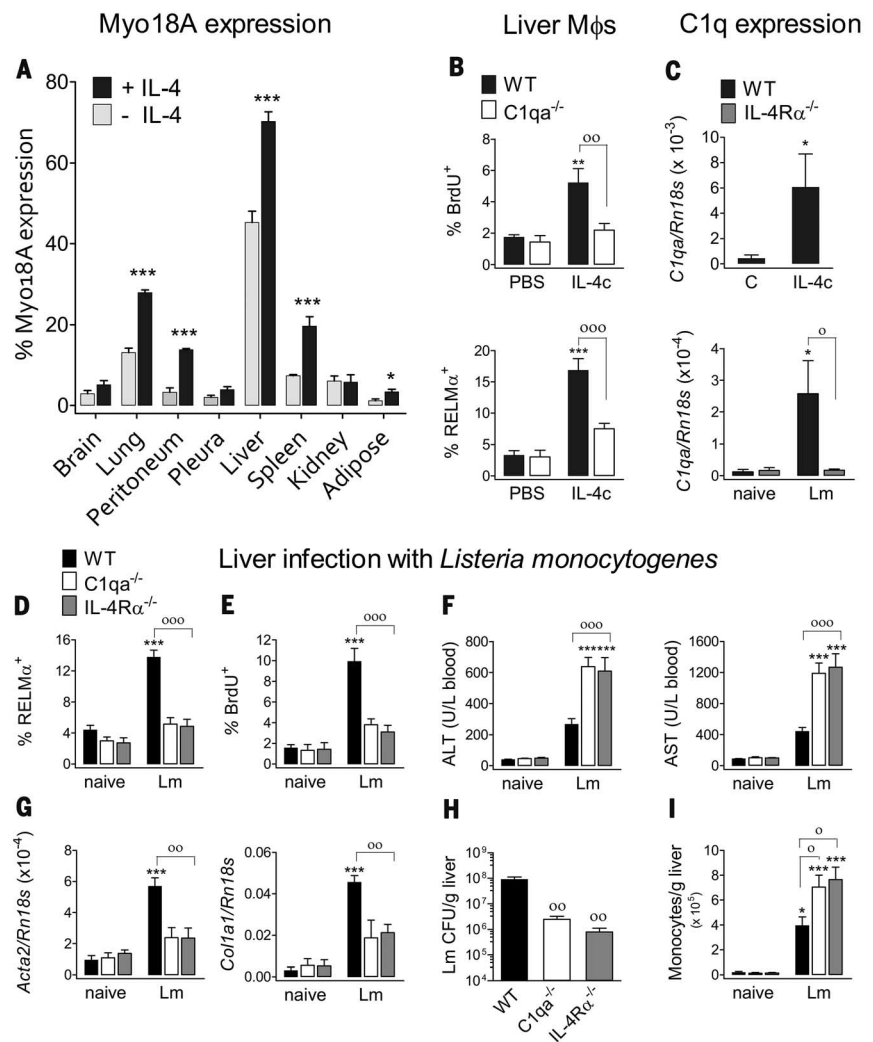 Myo18A expression
Liver Mϕs
C1q expression
A
+ IL-4
- IL-4
% Myo18A expression
80
60
40
20
0
***
***
***
***
*
Brain
Lung
Peritoneum
Pleura
Liver
Spleen
Kidney
Adipose
B
WT
C1qa-/-
% BrdU+
8
6
4
2
0
**
oo
PBS
IL-4c
% RELMα+
20
15
10
5
0
***
ooo
PBS
IL-4c
C
WT
IL-4Rα-/-
C1qa/Rn18s (x 10-3)
10
8
6
4
2
0
*
C
IL-4c
C1qa/Rn18s (x10-4)
4
3
2
1
0
*
o
naive
Lm
Liver infection with Listeria monocytogenes
WT
C1qa-/-
IL-4Rα-/-
D
% RELMα+
16
12
8
4
0
***
ooo
naive
Lm
E
% BrdU+
12
10
8
6
4
2
0
***
ooo
naive
Lm
F
ALT (U/L blood)
800
600
400
200
0
ooo
******
naive
Lm
AST (U/L blood)
1600
1200
800
400
0
ooo
***
***
naive
Lm
G
Acta2/Rn18s (x10-4)
8
6
4
2
0
***
oo
naive
Lm
Col1a1/Rn18s
0.06
0.04
0.02
0.00
***
oo
naive
Lm
H
Lm CFU/g liver
109
108
107
106
105
104
oo
oo
WT
C1qa-/-
IL-4Rα-/-
I
Monocytes/g liver
(x 105)
10
8
6
4
2
0
o
o
*
***
***
naive
Lm